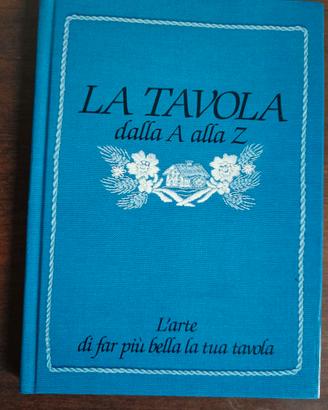 LA TAVOLA
dalla A alla Z
L'arte
di far più bella la tua tavola